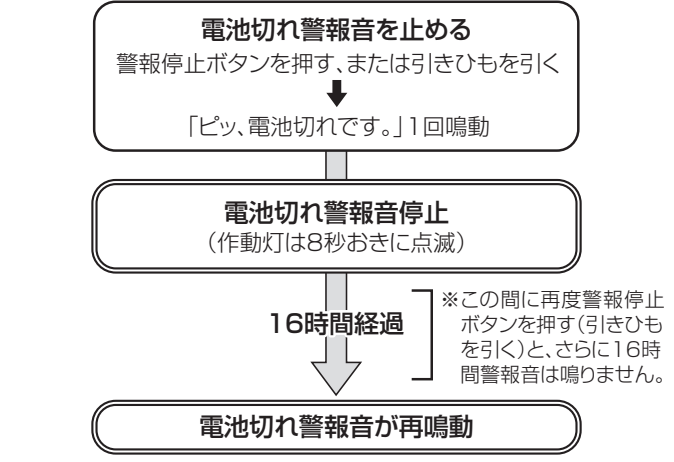 電池切れ警報音を止める
警報停止ボタンを押す、または引きひもを引く
「ピッ、電池切れです。」1回鳴動
電池切れ警報音停止
（作動灯は8秒おきに点滅）
16時間経過
※この間に再度警報停止
ボタンを押す（引きひも
を引く）と、さらに16時
間警報音は鳴りません。
電池切れ警報音が再鳴動